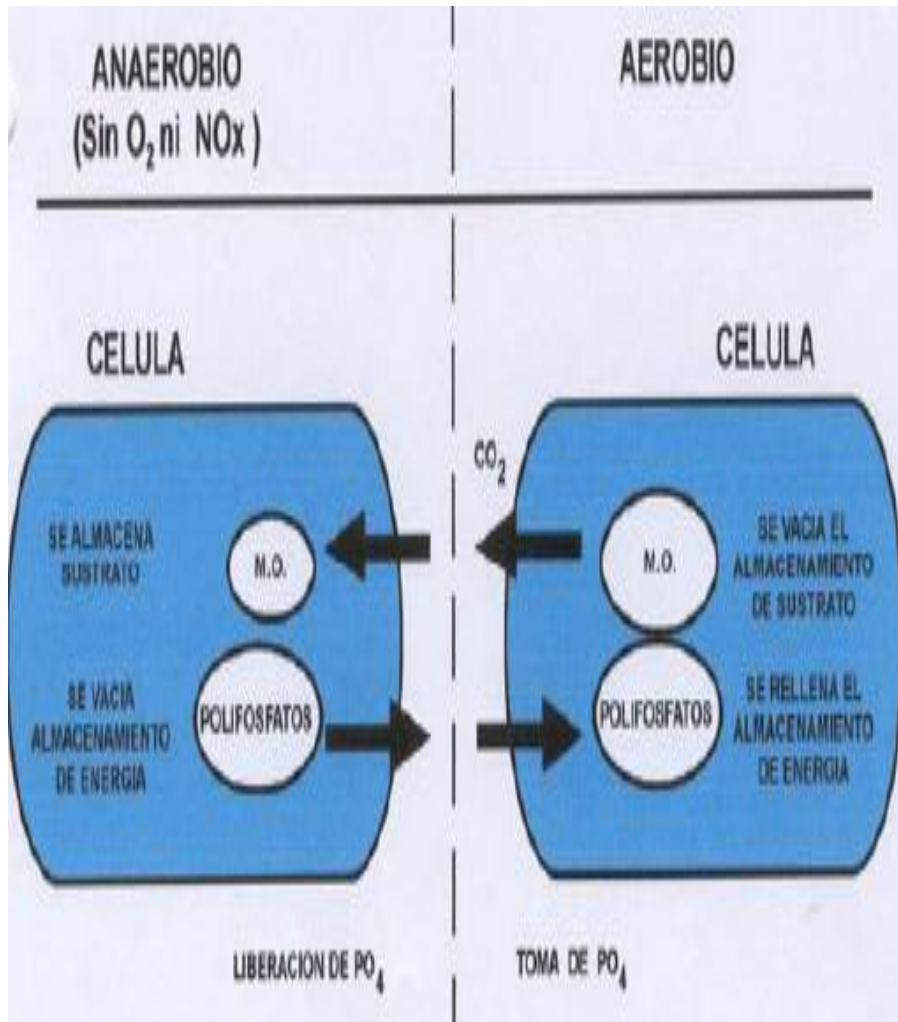 ANAEROBIO
(Sin O₂ ni NOx )
CELULA
SE ALMACENA
SUSTRATO
M.O.
SE VACIA
ALMACENAMIENTO
DE ENERGIA
POLIFOSFATOS
LIBERACION DE PO₄
AEROBIO
CELULA
CO₂
M.O.
SE VACIA EL
ALMACENAMIENTO
DE SUSTRATO
POLIFOSFATOS
SE RELLENA EL
ALMACENAMIENTO
DE ENERGIA
TOMA DE PO₄